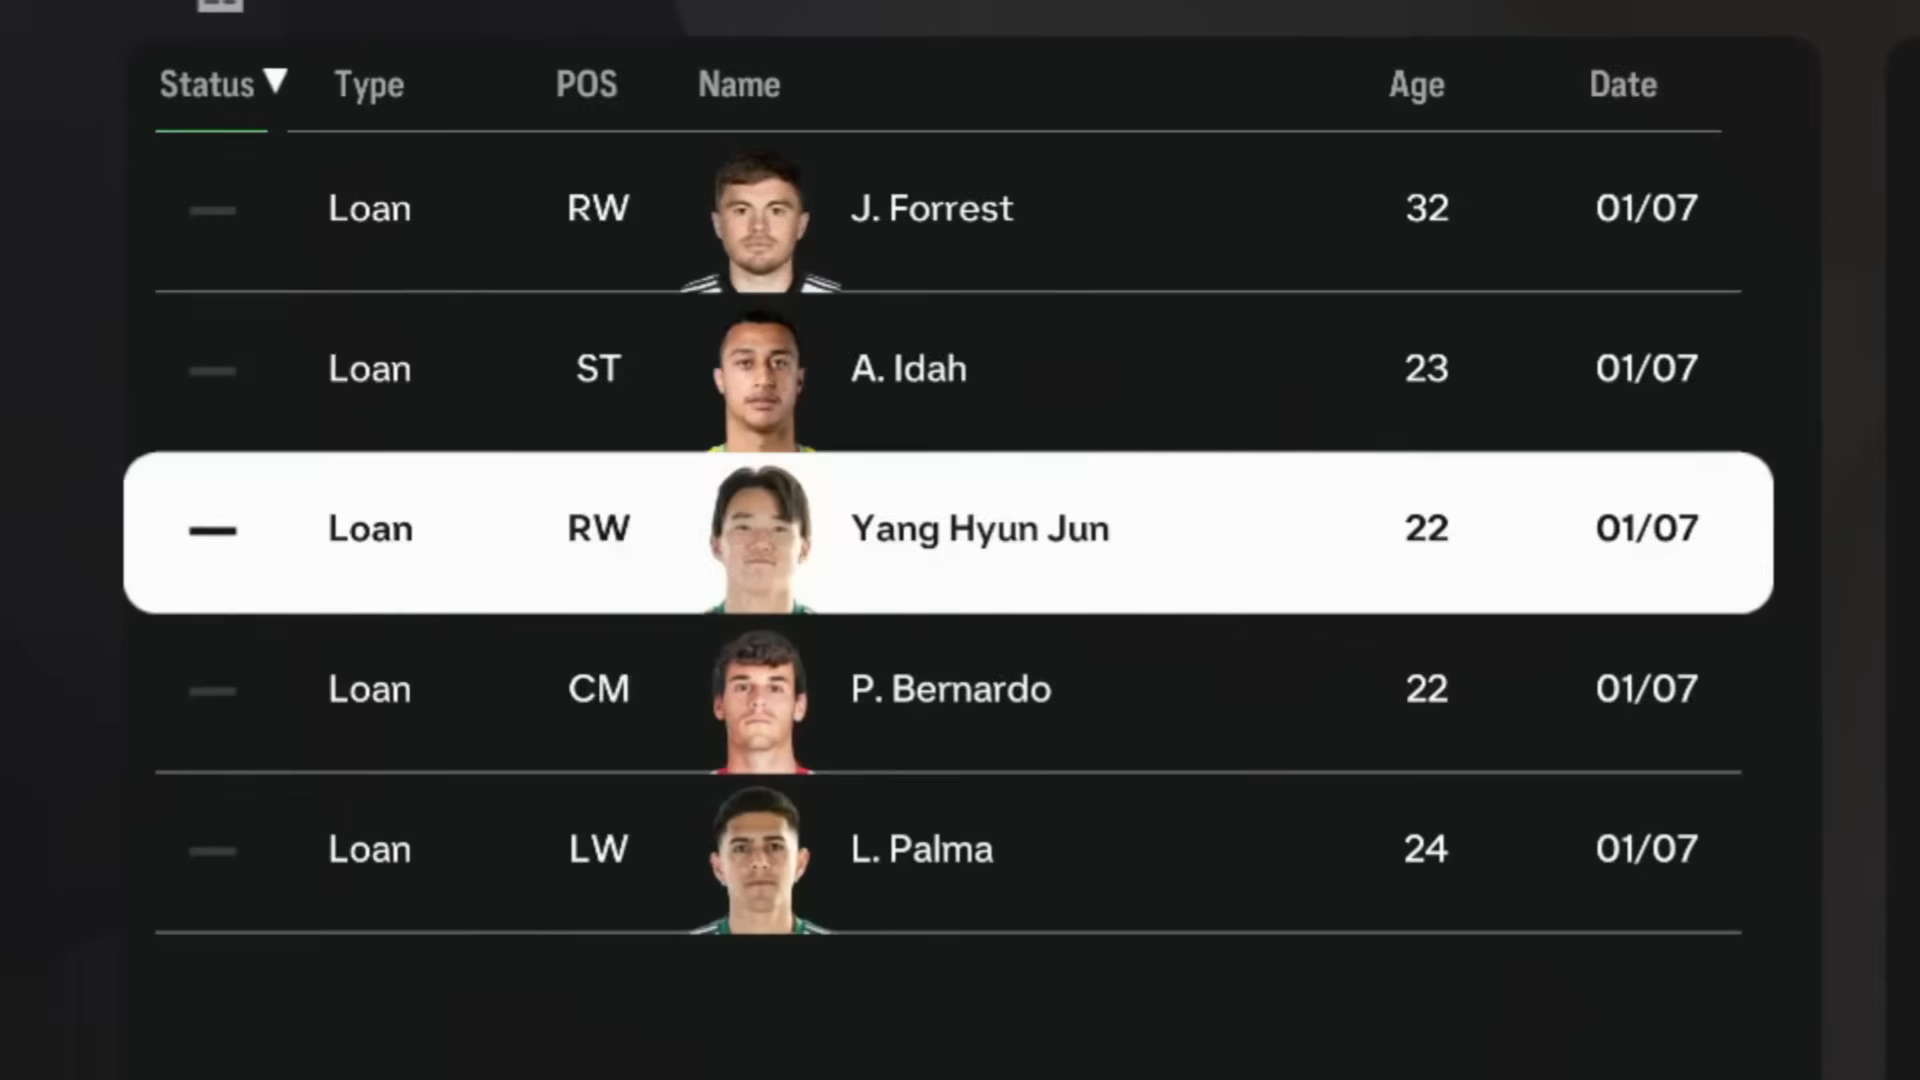 Status Type POS Name Age Date
Loan RW J. Forrest 32 01/07
Loan ST A. Idah 23 01/07
Loan RW Yang Hyun Jun 22 01/07
Loan CM P. Bernardo 22 01/07
Loan LW L. Palma 24 01/07